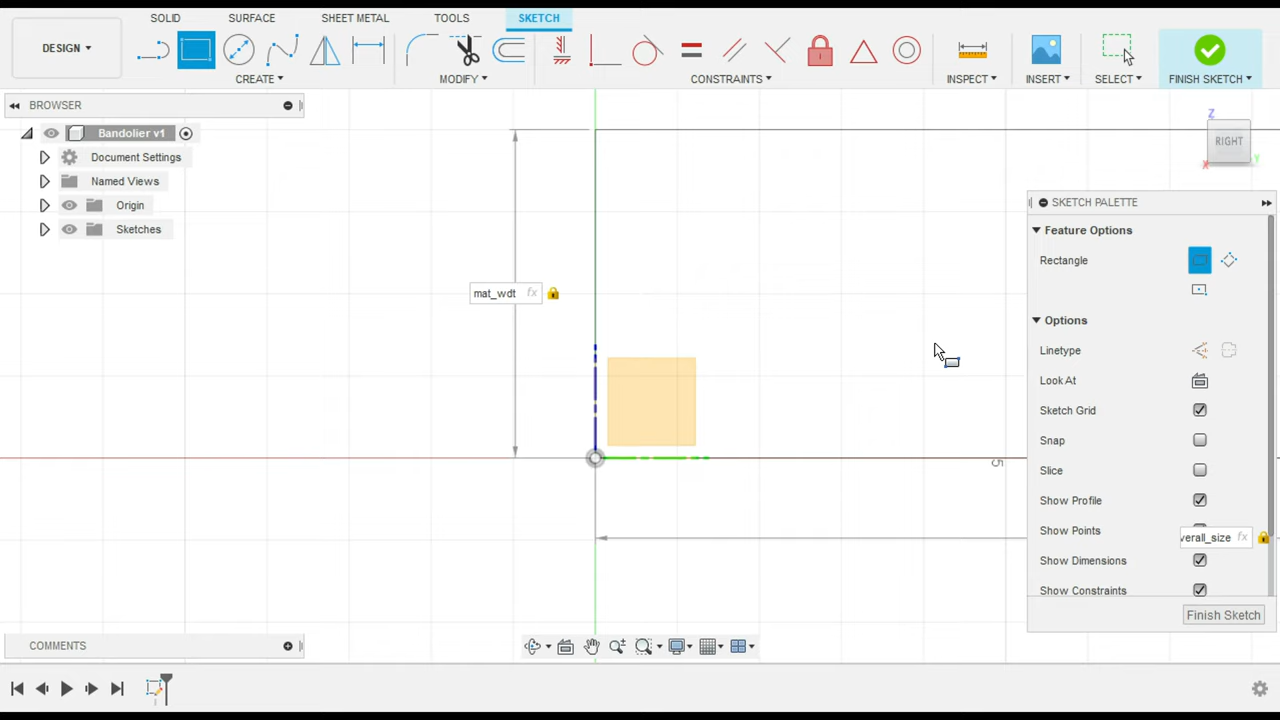 SOLID SURFACE SHEET METAL TOOLS SKETCH
DESIGN
CREATE MODIFY CONSTRAINTS INSPECT INSERT SELECT FINISH SKETCH
BROWSER
Bandolier v1
Document Settings
Named Views
Origin
Sketches
Z
RIGHT
X
Y
SKETCH PALETTE
Feature Options
Rectangle
Options
Linetype
Look At
Sketch Grid
Snap
Slice
Show Profile
Show Points
Show Dimensions
Show Constraints
Finish Sketch
mat_wdt fx
5
verall_size fx
COMMENTS